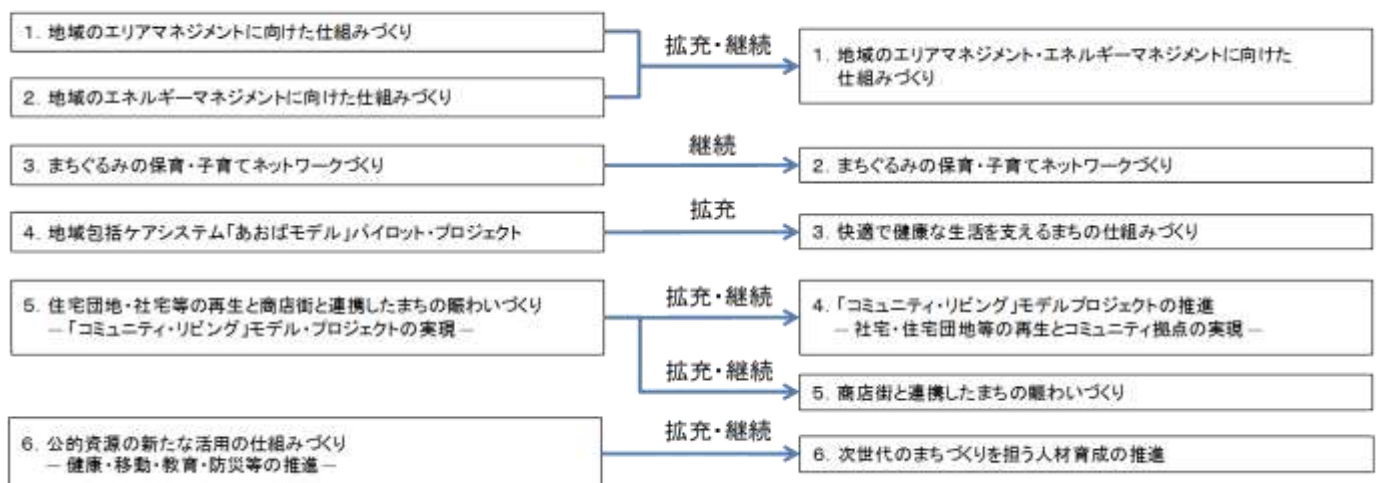 1. 地域のエリアマネジメントに向けた仕組みづくり
2. 地域のエネルギーマネジメントに向けた仕組みづくり
拡充・継続
1. 地域のエリアマネジメント・エネルギーマネジメントに向けた
仕組みづくり
3. まちぐるみの保育・子育てネットワークづくり
継続
2. まちぐるみの保育・子育てネットワークづくり
4. 地域包括ケアシステム「あおばモデル」パイロット・プロジェクト
拡充
3. 快適で健康な生活を支えるまちの仕組みづくり
5. 住宅団地・社宅等の再生と商店街と連携したまちの賑わいづくり
―「コミュニティ・リビング」モデル・プロジェクトの実現―
拡充・継続
4. 「コミュニティ・リビング」モデルプロジェクトの推進
― 社宅・住宅団地等の再生とコミュニティ拠点の実現 ―
拡充・継続
5. 商店街と連携したまちの賑わいづくり
6. 公的資源の新たな活用の仕組みづくり
― 健康・移動・教育・防災等の推進―
拡充・継続
6. 次世代のまちづくりを担う人材育成の推進